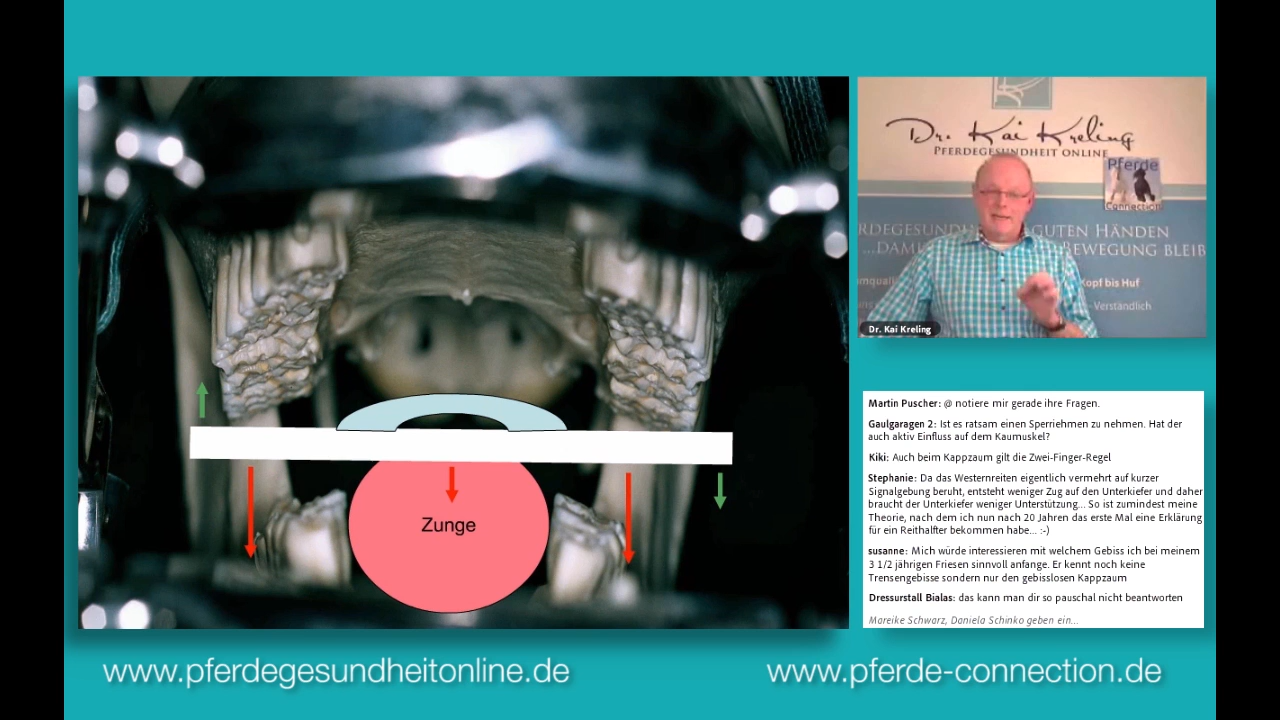 Zunge
Dr. Kai Kreling
PFERDEGESUNDHEIT ONLINE
Pferde
Connection
GUTEN HÄNDEN
BEWEGUNG BLEIB
Kopf bis Huf
- Verständlich
Dr. Kai Kreling
Martin Puscher: @ notiere mir gerade ihre Fragen.
Gaulgaragen 2: Ist es ratsam einen Sperriehmen zu nehmen. Hat der
auch aktiv Einfluss auf dem Kaumuskel?
Kiki: Auch beim Kappzaum gilt die Zwei-Finger-Regel
Stephanie: Da das Westernreiten eigentlich vermehrt auf kurzer
Signalgebung beruht, entsteht weniger Zug auf den Unterkiefer und daher
braucht der Unterkiefer weniger Unterstützung... So ist zumindest meine
Theorie, nach dem ich nun nach 20 Jahren das erste Mal eine Erklärung
für ein Reithalfter bekommen habe... :-)
susanne: Mich würde interessieren mit welchem Gebiss ich bei meinem
3 1/2 jährigen Friesen sinnvoll anfange. Er kennt noch keine
Trensengebisse sondern nur den gebisslosen Kappzaum
Dressurstall Bialas: das kann man dir so pauschal nicht beantworten
Mareike Schwarz, Daniela Schinko geben ein...
www.pferdegesundheitonline.de
www.pferde-connection.de